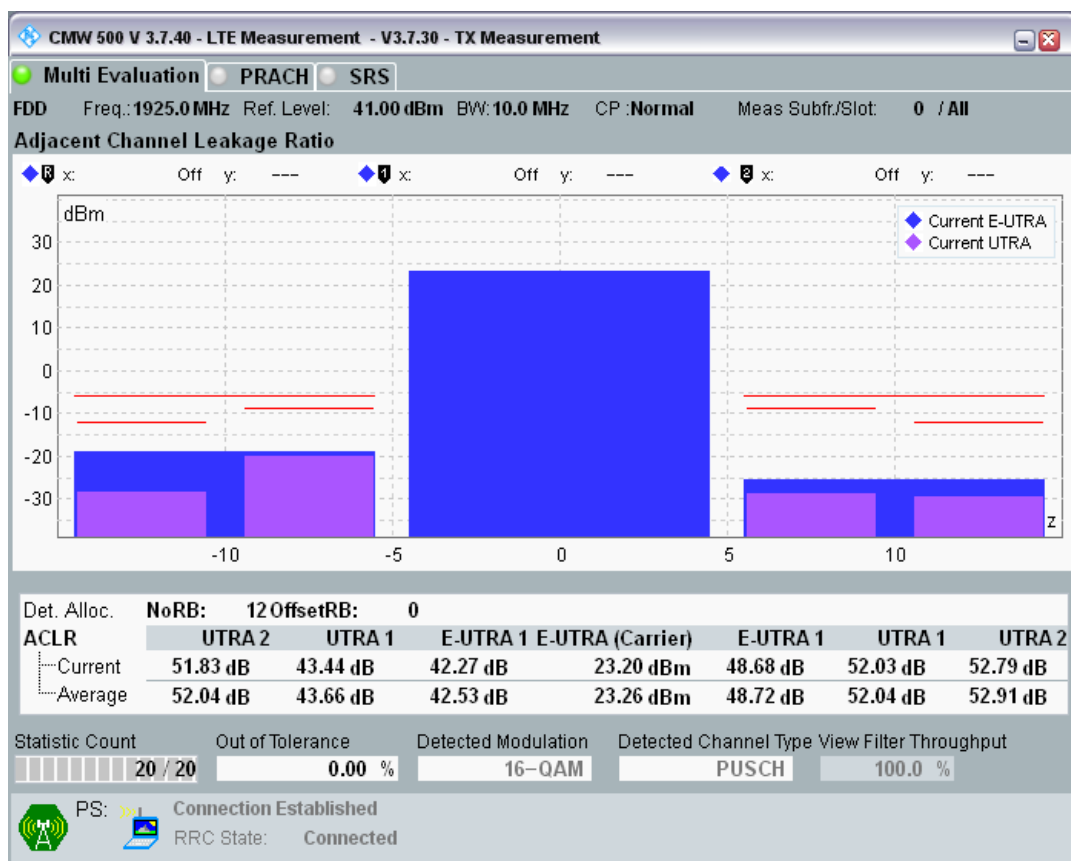 CMW 500 V 3.7.40 - LTE Measurement - V3.7.30 - TX Measurement
Multi Evaluation PRACH SRS
FDD Freq.: 1925.0 MHz Ref. Level: 41.00 dBm BW: 10.0 MHz CP :Normal Meas Subfr./Slot: 0 / All
Adjacent Channel Leakage Ratio
R x: Off y: --- 1 x: Off y: --- 2 x: Off y: ---
dBm
Current E-UTRA
Current UTRA
30
20
10
0
-10
-20
-30
z
-10 -5 0 5 10
Det. Alloc. NoRB: 12 OffsetRB: 0
ACLR UTRA 2 UTRA 1 E-UTRA 1 E-UTRA (Carrier) E-UTRA 1 UTRA 1 UTRA 2
Current 51.83 dB 43.44 dB 42.27 dB 23.20 dBm 48.68 dB 52.03 dB 52.79 dB
Average 52.04 dB 43.66 dB 42.53 dB 23.26 dBm 48.72 dB 52.04 dB 52.91 dB
Statistic Count Out of Tolerance Detected Modulation Detected Channel Type View Filter Throughput
20 / 20 0.00 % 16-QAM PUSCH 100.0 %
PS: Connection Established
RRC State: Connected